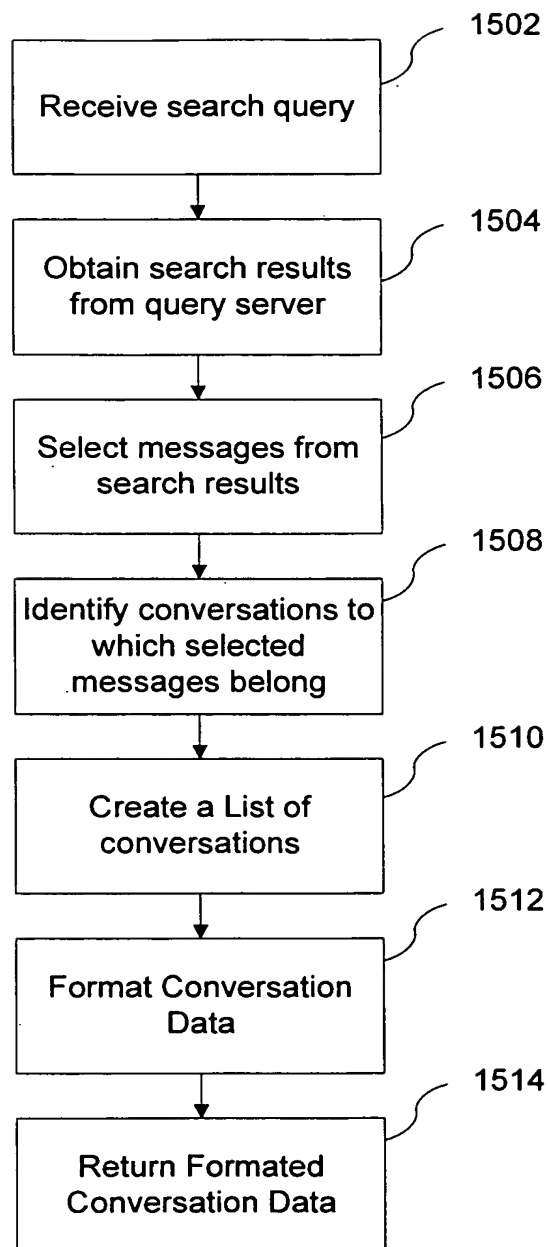 1502
Receive search query
1504
Obtain search results
from query server
1506
Select messages from
search results
1508
Identify conversations to
which selected
messages belong
1510
Create a List of
conversations
1512
Format Conversation
Data
1514
Return Formated
Conversation Data